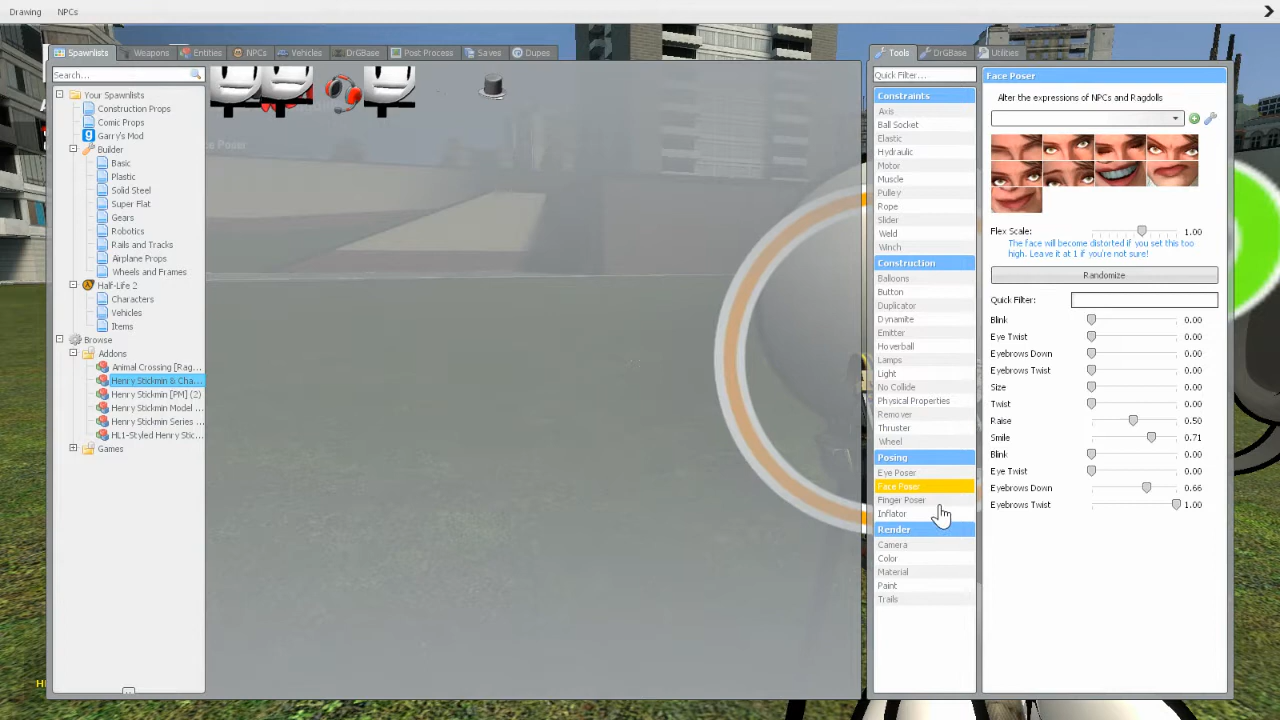 Drawing NPCs
Spawnlists Weapons Entities NPCs Vehicles DrGBase Post Process Saves Dupes
Search...
Your Spawnlists
Construction Props
Comic Props
Garry's Mod
Builder
Basic
Plastic
Solid Steel
Super Flat
Gears
Robotics
Rails and Tracks
Airplane Props
Wheels and Frames
Half-Life 2
Characters
Vehicles
Items
Browse
Addons
Animal Crossing [Rag...
Henry Stickmin & Cha...
Henry Stickmin [PM] (2)
Henry Stickmin Model ...
Henry Stickmin Series ...
HL1-Styled Henry Stic...
Games
Tools DrGBase Utilities
Quick Filter...
Constraints
Axis
Ball Socket
Elastic
Hydraulic
Motor
Muscle
Pulley
Rope
Slider
Weld
Winch
Construction
Balloons
Button
Duplicator
Dynamite
Emitter
Hoverball
Lamps
Light
No Collide
Physical Properties
Remover
Thruster
Wheel
Posing
Eye Poser
Face Poser
Finger Poser
Inflator
Render
Camera
Color
Material
Paint
Trails
Face Poser
Alter the expressions of NPCs and Ragdolls
Flex Scale: 1.00
The face will become distorted if you set this too
high. Leave it at 1 if you're not sure!
Randomize
Quick Filter:
Blink 0.00
Eye Twist 0.00
Eyebrows Down 0.00
Eyebrows Twist 0.00
Size 0.00
Twist 0.00
Raise 0.50
Smile 0.71
Blink 0.00
Eye Twist 0.00
Eyebrows Down 0.66
Eyebrows Twist 1.00